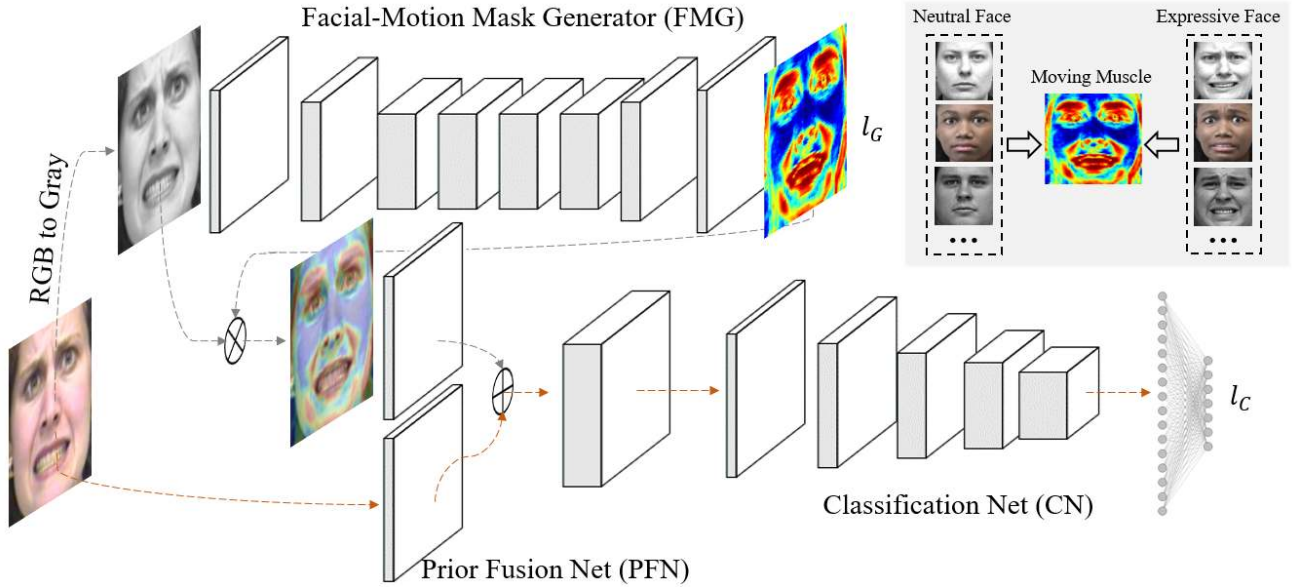 Facial-Motion Mask Generator (FMG)
Neutral Face
Expressive Face
Moving Muscle
l_G
RGB to Gray
l_C
Classification Net (CN)
Prior Fusion Net (PFN)